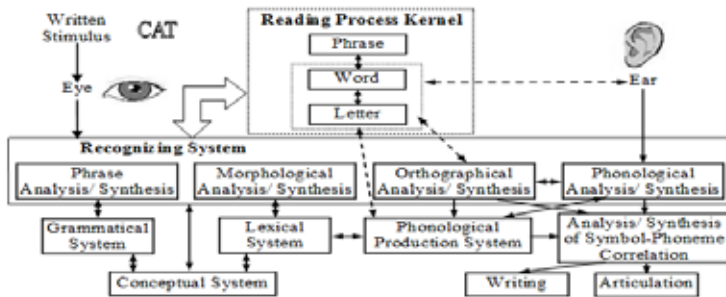 Written
Stimulus
CAT
Eye
Reading Process Kernel
Phrase
Word
Letter
Ear
Recognizing System
Phrase
Analysis/ Synthesis
Morphological
Analysis/ Synthesis
Orthographical
Analysis/ Synthesis
Phonological
Analysis/ Synthesis
Grammatical
System
Lexical
System
Phonological
Production System
Analysis/ Synthesis
of Symbol-Phoneme
Correlation
Conceptual System
Writing
Articulation